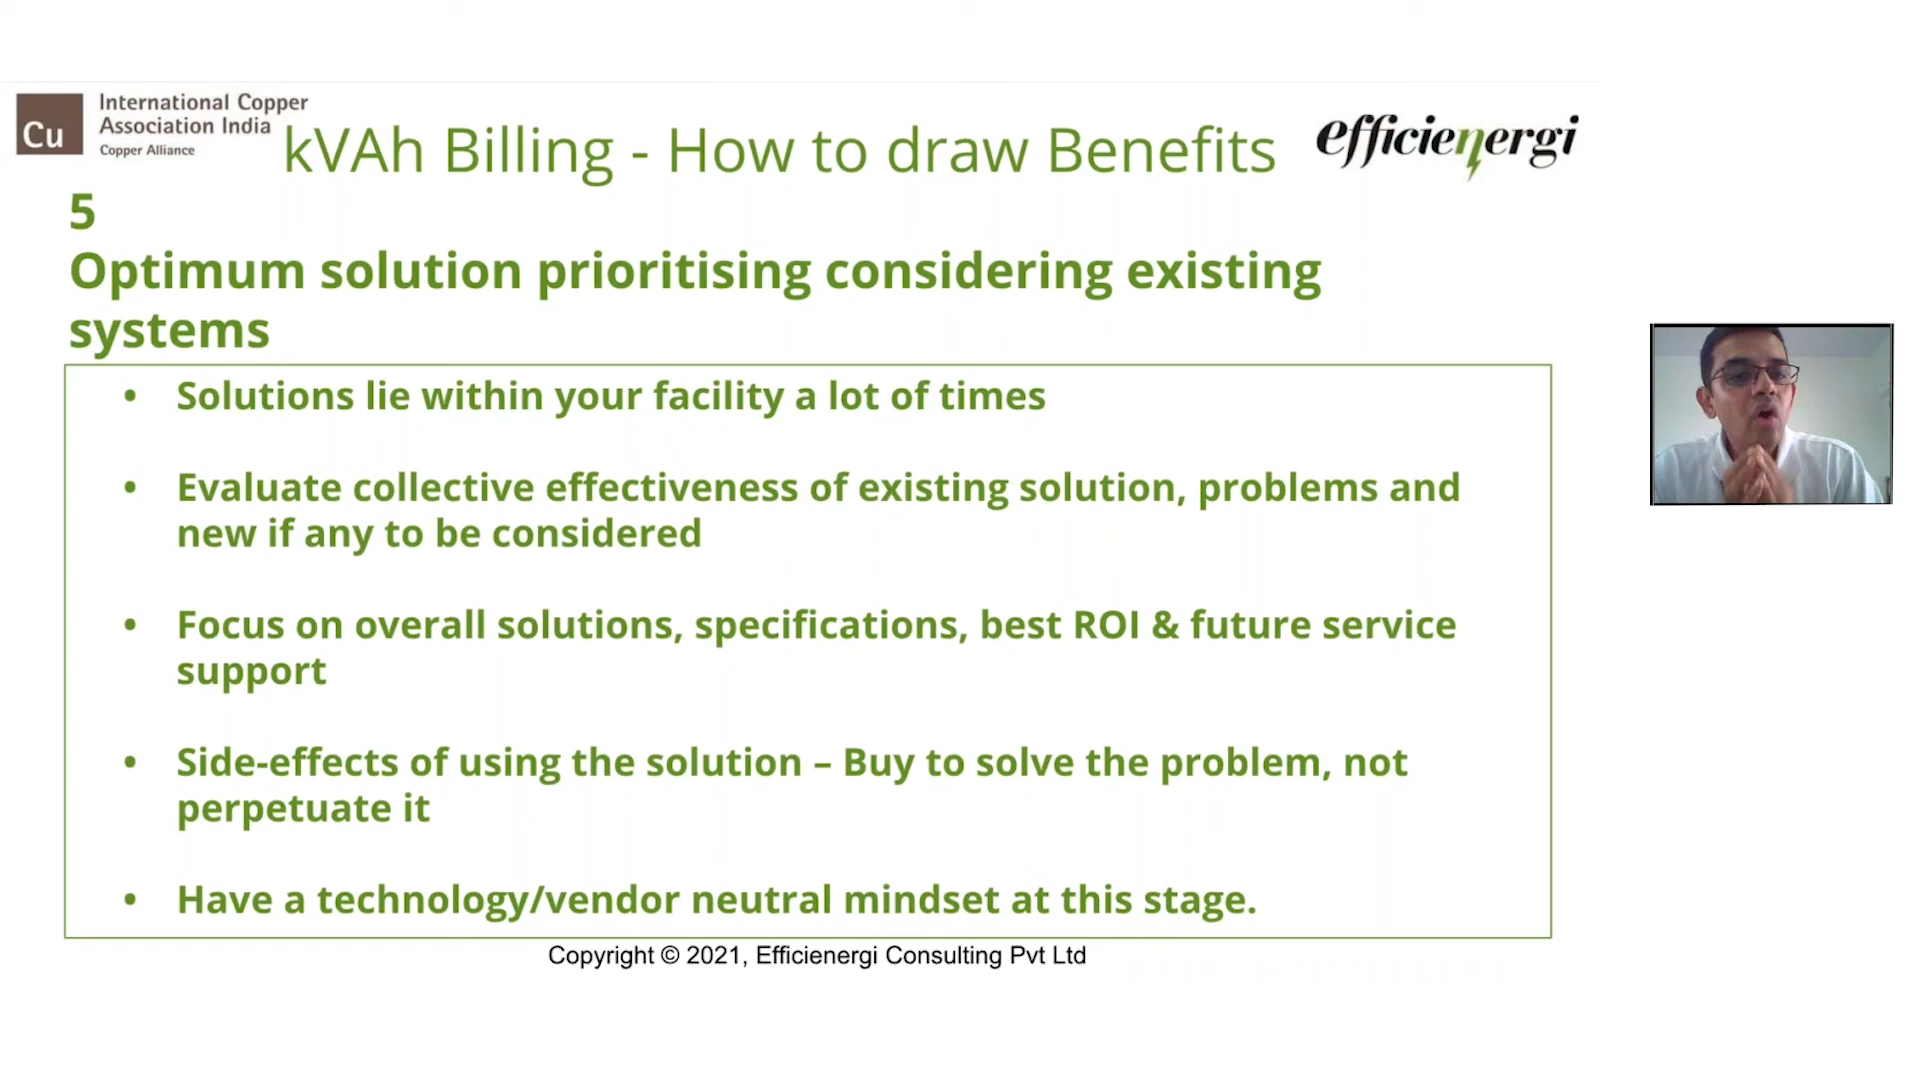 International Copper
Association India
Copper Alliance
Cu
kVAh Billing - How to draw Benefits
efficienergi
5
Optimum solution prioritising considering existing
systems
• Solutions lie within your facility a lot of times
• Evaluate collective effectiveness of existing solution, problems and
new if any to be considered
• Focus on overall solutions, specifications, best ROI & future service
support
• Side-effects of using the solution – Buy to solve the problem, not
perpetuate it
• Have a technology/vendor neutral mindset at this stage.
Copyright © 2021, Efficienergi Consulting Pvt Ltd